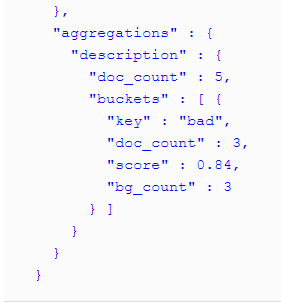 },
"aggregations" : {
"description" : {
"doc_count" : 5,
"buckets" : [ {
"key" : "bad",
"doc_count" : 3,
"score" : 0.84,
"bg_count" : 3
} ]
}
}
}